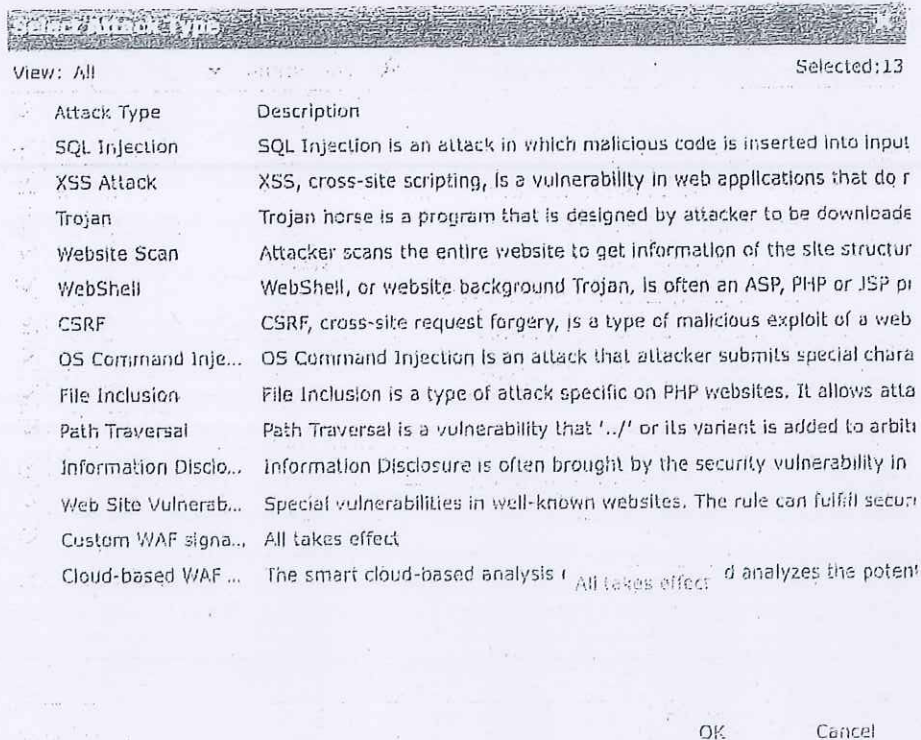 Select Attack Type X
View: All Selected:13
Attack Type Description
SQL Injection SQL Injection is an attack in which malicious code is inserted into input
XSS Attack XSS, cross-site scripting, is a vulnerability in web applications that do r
Trojan Trojan horse is a program that is designed by attacker to be downloade
Website Scan Attacker scans the entire website to get information of the site structur
WebShell WebShell, or website background Trojan, is often an ASP, PHP or JSP pr
CSRF CSRF, cross-site request forgery, is a type of malicious exploit of a web
OS Command Inje... OS Command Injection is an attack that attacker submits special chara
File Inclusion File Inclusion is a type of attack specific on PHP websites. It allows atta
Path Traversal Path Traversal is a vulnerability that '../' or its variant is added to arbitr
Information Disclo... Information Disclosure is often brought by the security vulnerability in
Web Site Vulnerab... Special vulnerabilities in well-known websites. The rule can fulfill securi
Custom WAF signa... All takes effect
Cloud-based WAF ... The smart cloud-based analysis d analyzes the potent
All takes effect
OK Cancel